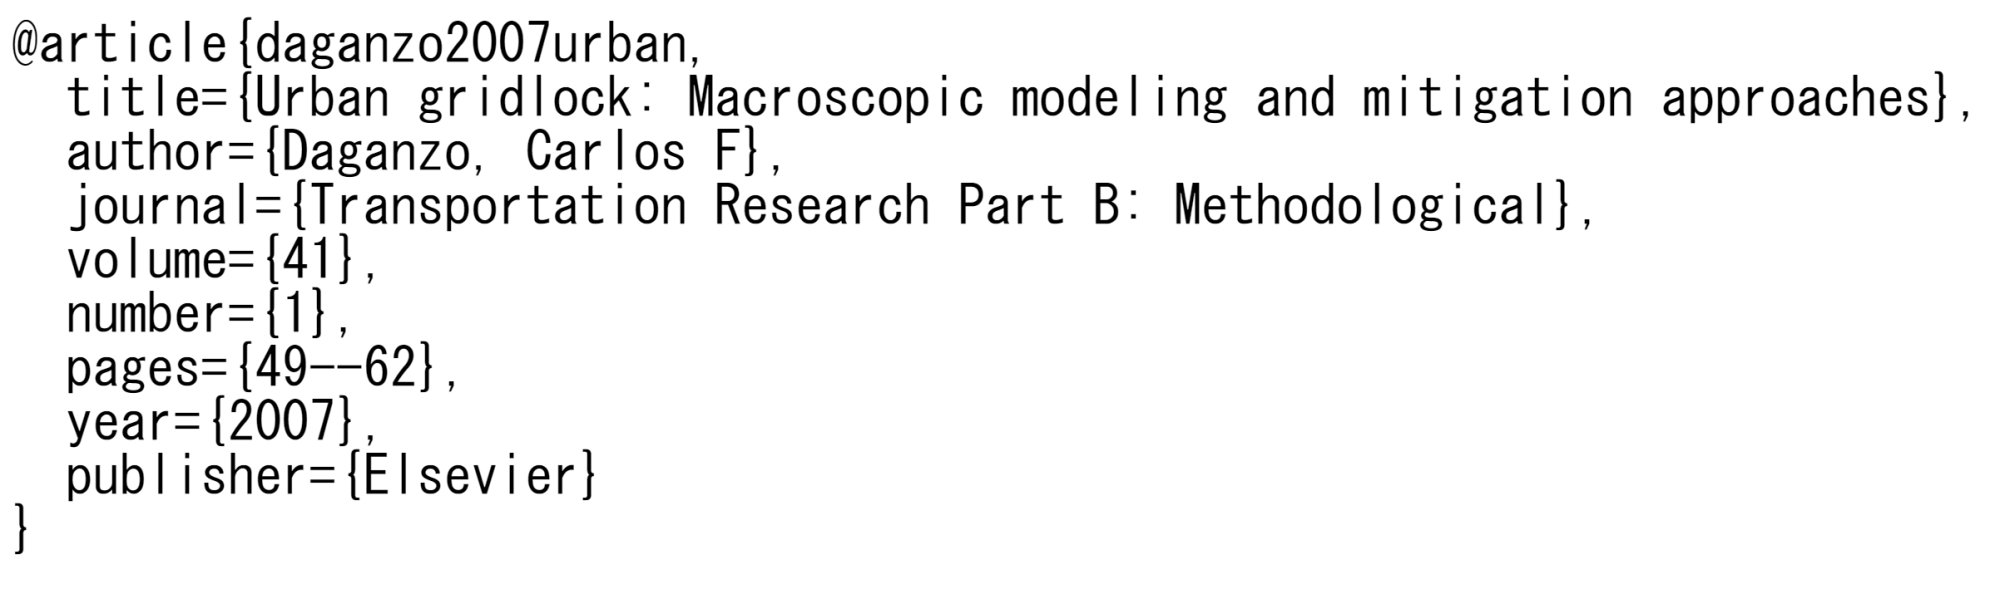 @article{daganzo2007urban,
  title={Urban gridlock: Macroscopic modeling and mitigation approaches},
  author={Daganzo, Carlos F},
  journal={Transportation Research Part B: Methodological},
  volume={41},
  number={1},
  pages={49--62},
  year={2007},
  publisher={Elsevier}
}